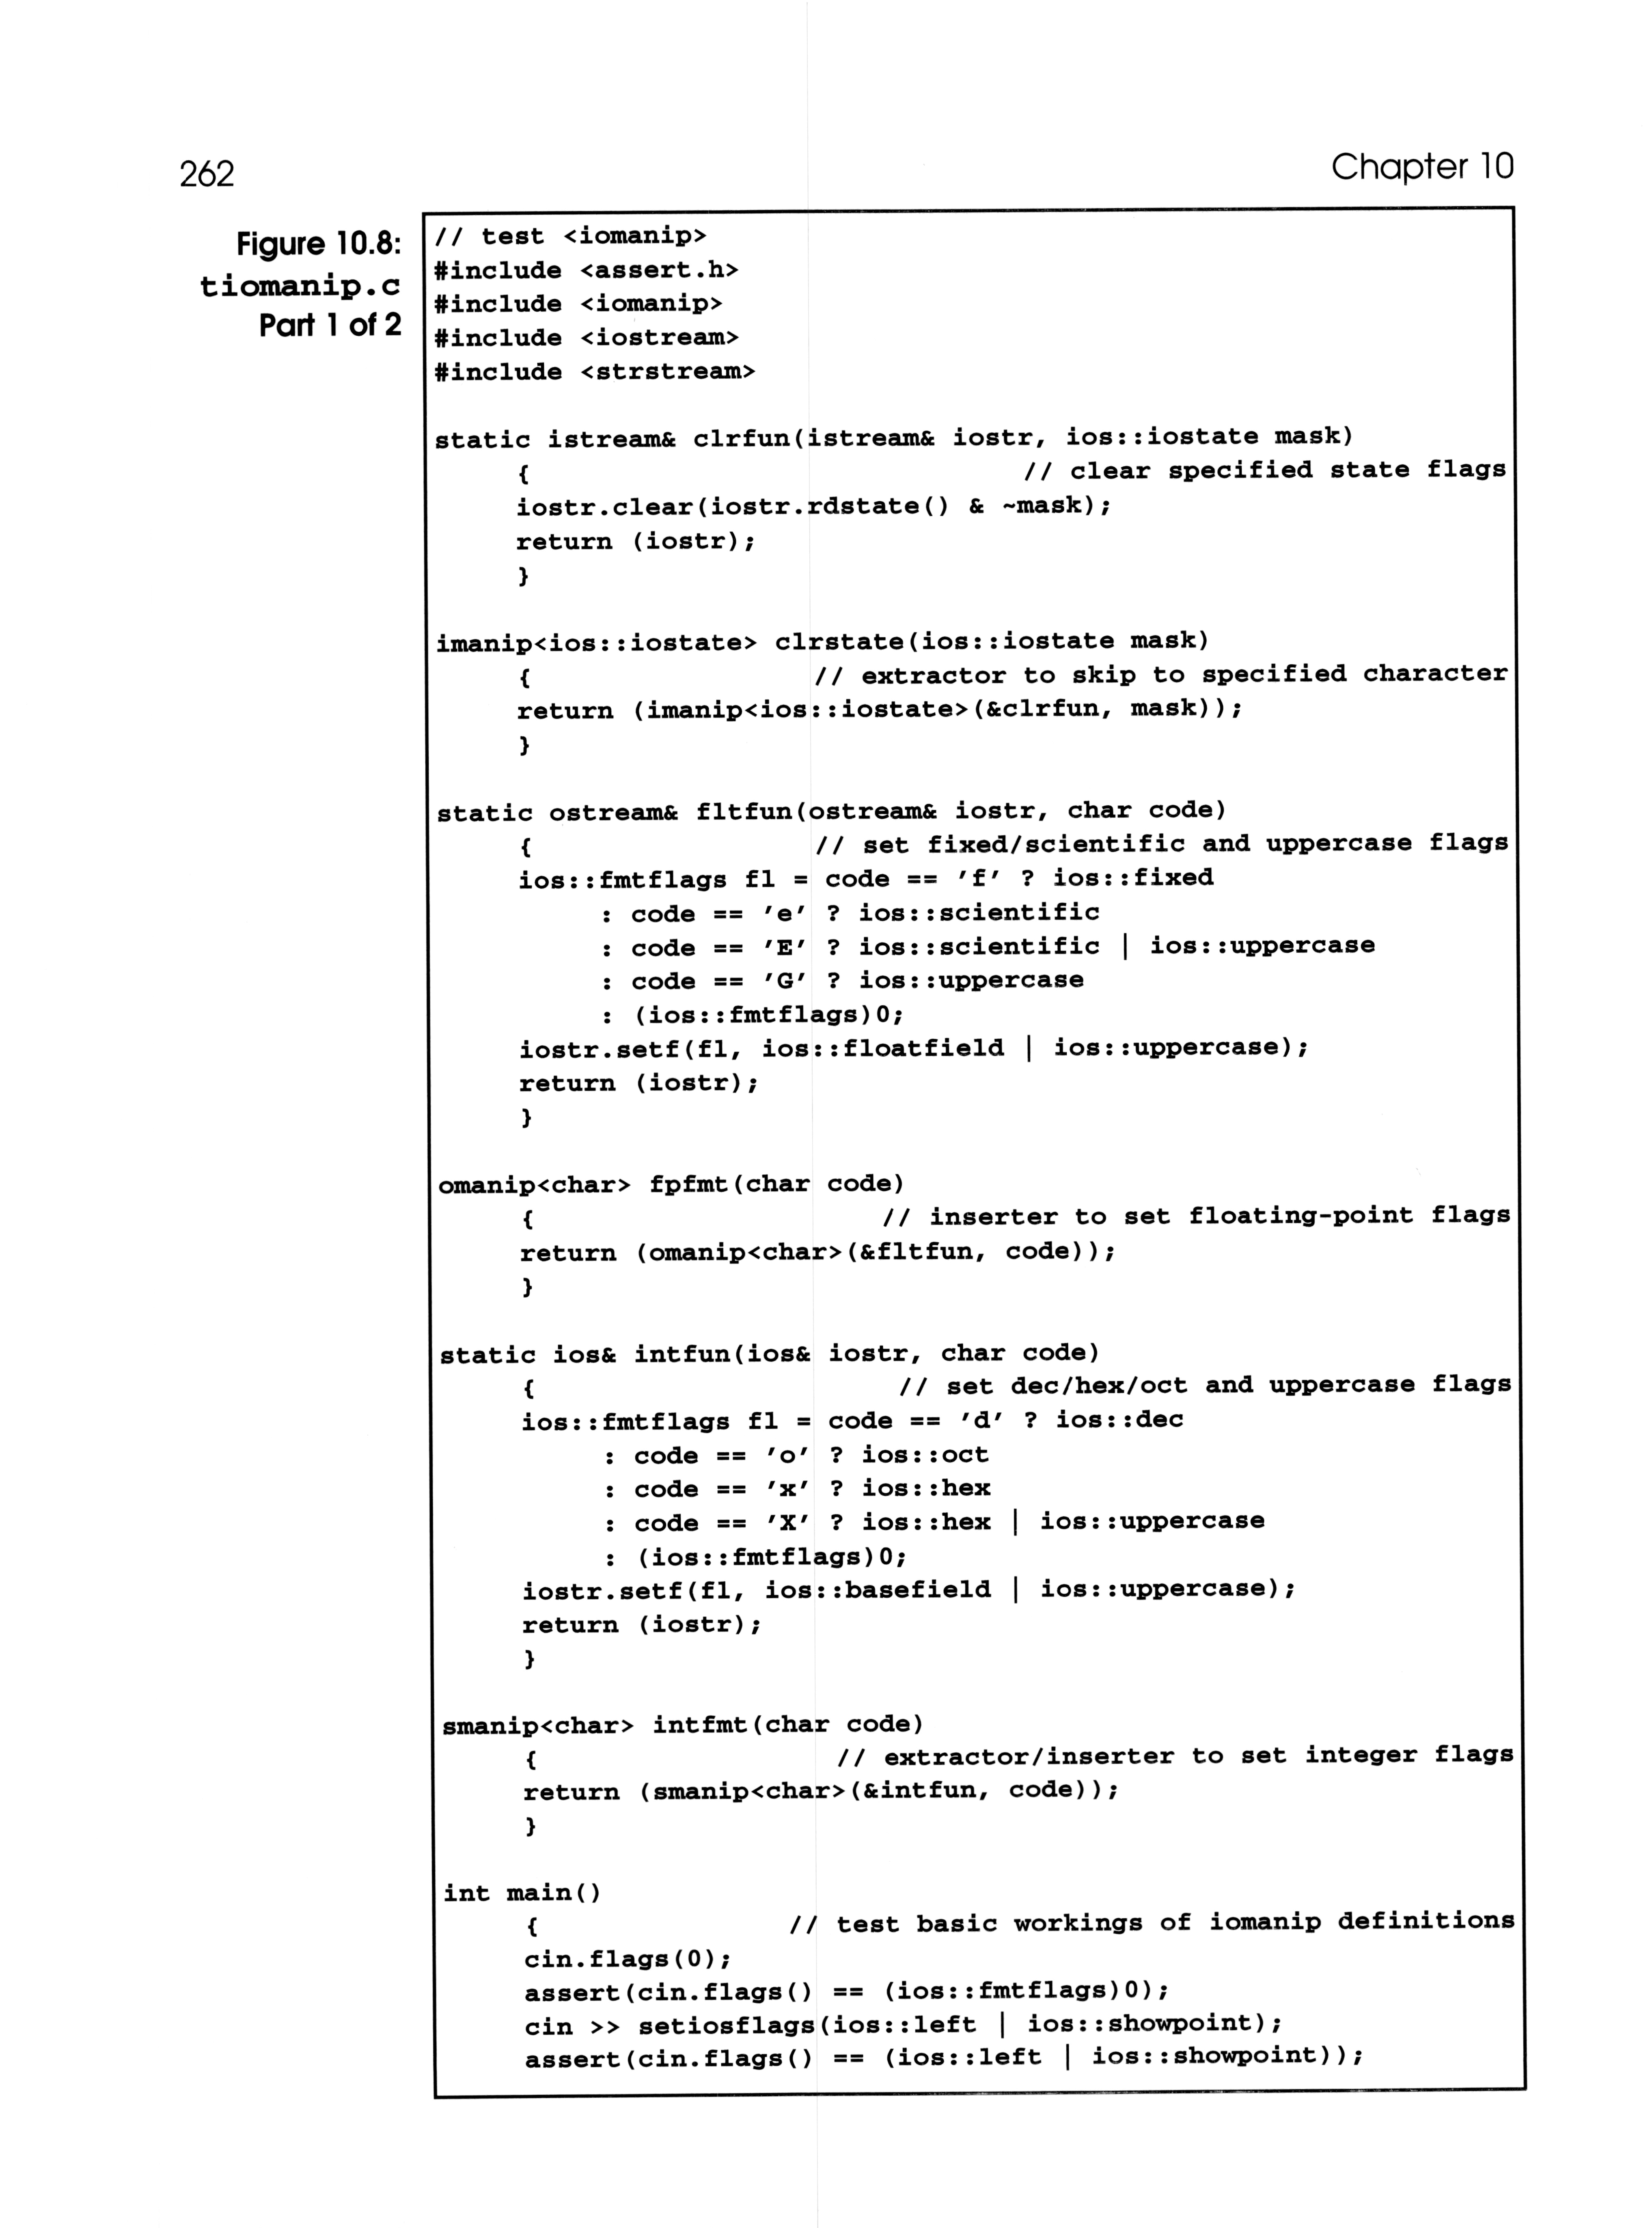 262
Chapter 10
Figure 10.8:
tiomanip.c
Part 1 of 2
// test <iomanip>
#include <assert.h>
#include <iomanip>
#include <iostream>
#include <strstream>
static istream& clrfun(istream& iostr, ios::iostate mask)
{ // clear specified state flags
iostr.clear(iostr.rdstate() & ~mask);
return (iostr);
}
imanip<ios::iostate> clrstate(ios::iostate mask)
{ // extractor to skip to specified character
return (imanip<ios::iostate>(&clrfun, mask));
}
static ostream& fltfun(ostream& iostr, char code)
{ // set fixed/scientific and uppercase flags
ios::fmtflags fl = code == 'f' ? ios::fixed
: code == 'e' ? ios::scientific
: code == 'E' ? ios::scientific | ios::uppercase
: code == 'G' ? ios::uppercase
: (ios::fmtflags)0;
iostr.setf(fl, ios::floatfield | ios::uppercase);
return (iostr);
}
omanip<char> fpfmt(char code)
{ // inserter to set floating-point flags
return (omanip<char>(&fltfun, code));
}
static ios& intfun(ios& iostr, char code)
{ // set dec/hex/oct and uppercase flags
ios::fmtflags fl = code == 'd' ? ios::dec
: code == 'o' ? ios::oct
: code == 'x' ? ios::hex
: code == 'X' ? ios::hex | ios::uppercase
: (ios::fmtflags)0;
iostr.setf(fl, ios::basefield | ios::uppercase);
return (iostr);
}
smanip<char> intfmt(char code)
{ // extractor/inserter to set integer flags
return (smanip<char>(&intfun, code));
}
int main()
{ // test basic workings of iomanip definitions
cin.flags(0);
assert(cin.flags() == (ios::fmtflags)0);
cin >> setiosflags(ios::left | ios::showpoint);
assert(cin.flags() == (ios::left | ios::showpoint));